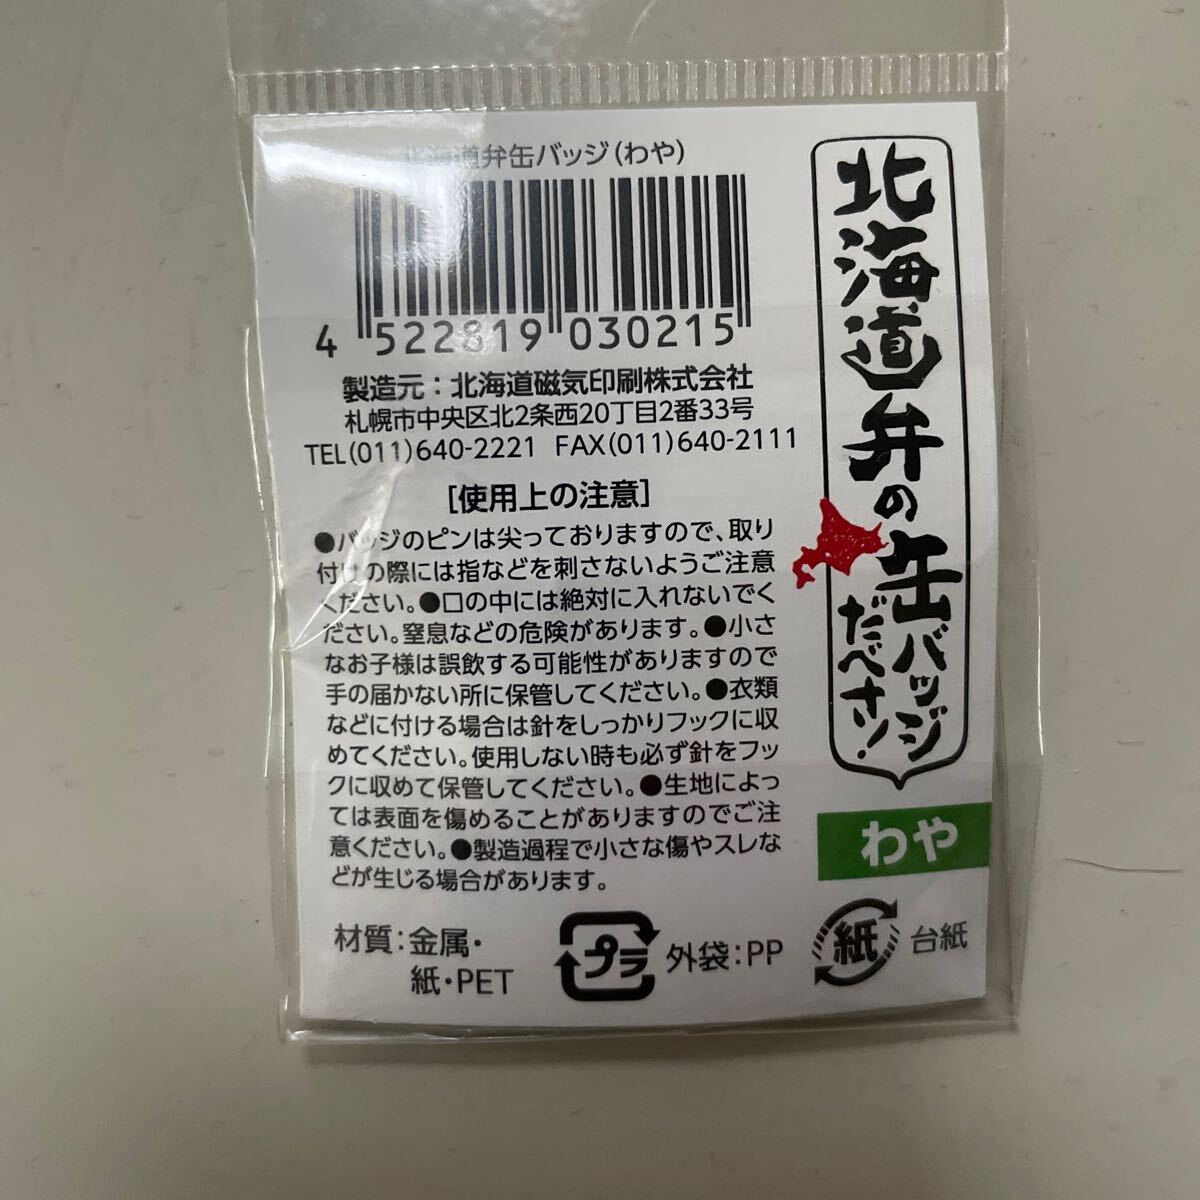 北海道弁缶バッジ(わや)
4 522819 030215
製造元:北海道磁気印刷株式会社
札幌市中央区北2条西20丁目2番33号
TEL(011)640-2221 FAX(011)640-2111
[使用上の注意]
●バッジのピンは尖っておりますので、取り
付けの際には指などを刺さないようご注意
ください。●口の中には絶対に入れないでく
ださい。窒息などの危険があります。●小さ
なお子様は誤飲する可能性がありますので
手の届かない所に保管してください。●衣類
などに付ける場合は針をしっかりフックに収
めてください。使用しない時も必ず針をフッ
クに収めて保管してください。●生地によっ
ては表面を傷めることがありますのでご注
意ください。●製造過程で小さな傷やスレな
どが生じる場合があります。
材質:金属・
紙・PET
プラ
外袋:PP
紙
台紙
北海道弁の缶バッジ
だべさ!
わや